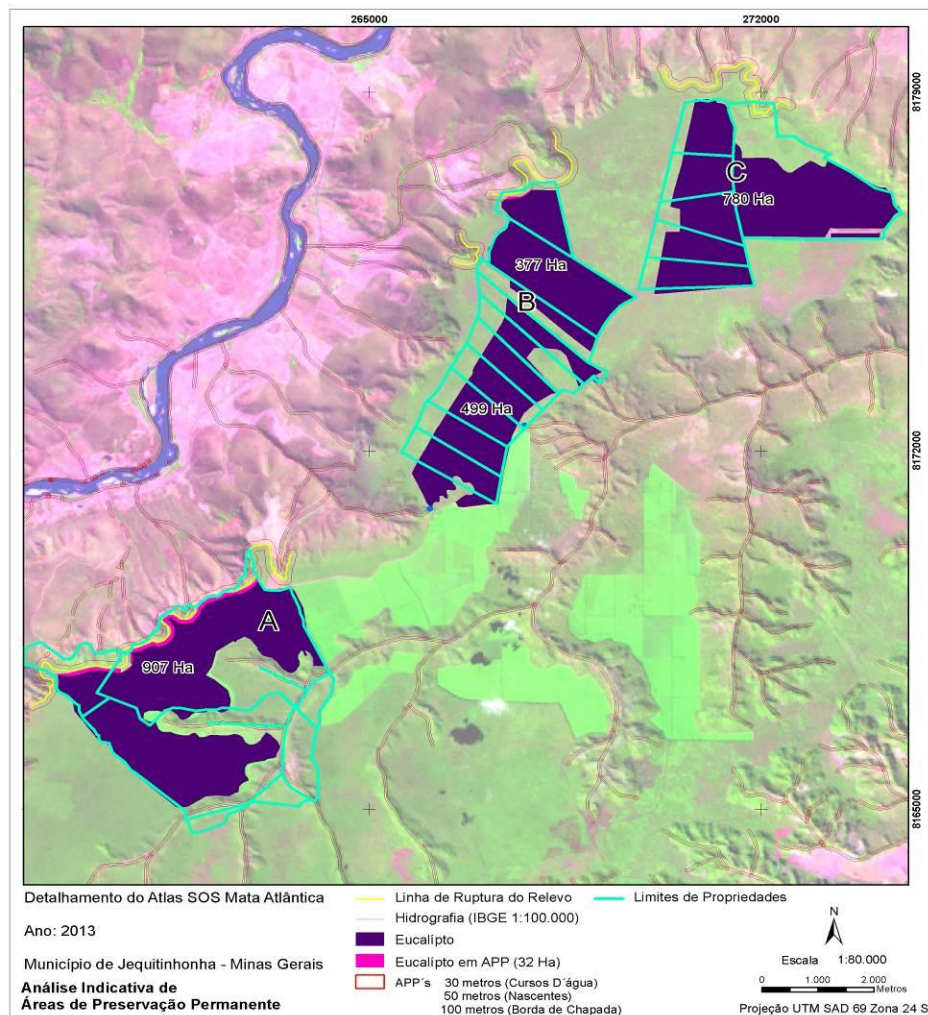 265000
272000
8179000
C
780 Ha
377 Ha
B
499 Ha
8172000
A
907 Ha
8165000
Detalhamento do Atlas SOS Mata Atlântica
Ano: 2013
Município de Jequitinhonha - Minas Gerais
Análise Indicativa de
Áreas de Preservação Permanente
Linha de Ruptura do Relevo
Limites de Propriedades
Hidrografia (IBGE 1:100.000)
Eucalípto
Eucalípto em APP (32 Ha)
APP´s 30 metros (Cursos D´água)
50 metros (Nascentes)
100 metros (Borda de Chapada)
N
Escala 1:80.000
0 1.000 2.000
Metros
Projeção UTM SAD 69 Zona 24 S